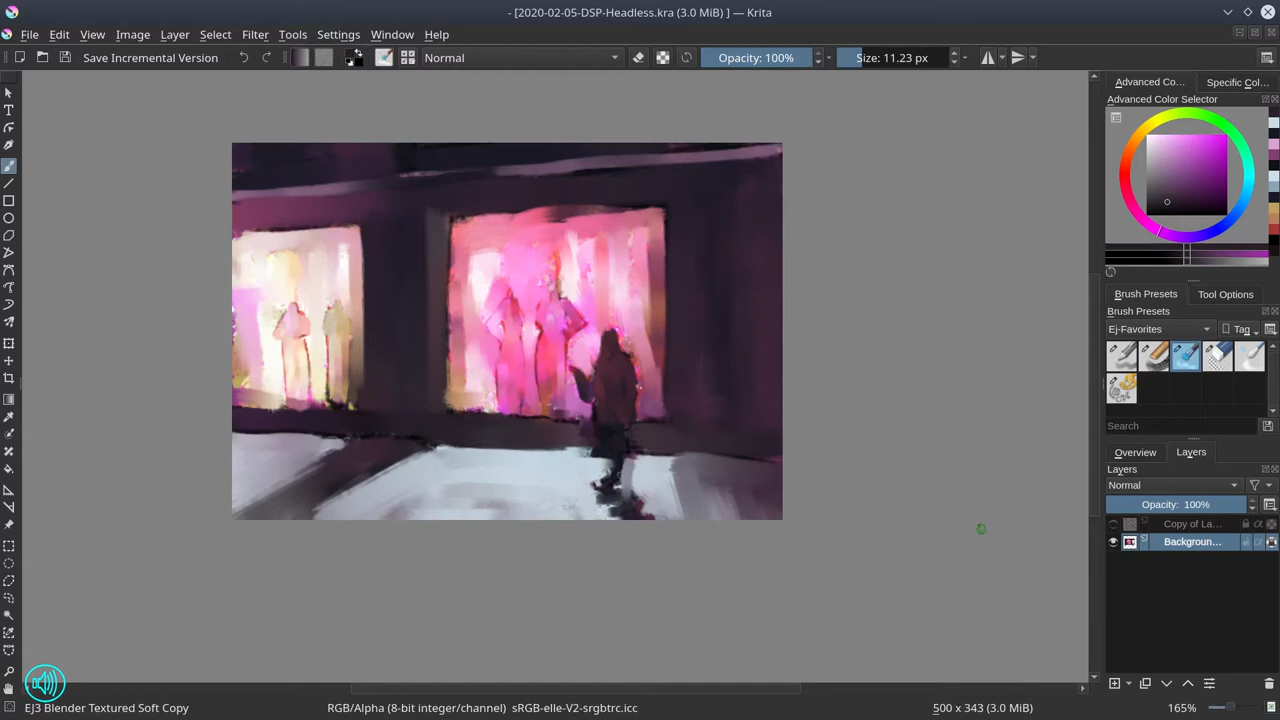 - [2020-02-05-DSP-Headless.kra (3.0 MiB) ] — Krita
File Edit View Image Layer Select Filter Tools Settings Window Help
Save Incremental Version Normal Opacity: 100% Size: 11.23 px
Advanced Co... Specific Col...
Advanced Color Selector
Brush Presets Tool Options
Brush Presets
Ej-Favorites Tag
Search
Overview Layers
Layers
Normal
Opacity: 100%
Copy of La...
Backgroun...
EJ3 Blender Textured Soft Copy RGB/Alpha (8-bit integer/channel) sRGB-elle-V2-srgbtrc.icc 500 x 343 (3.0 MiB) 165%